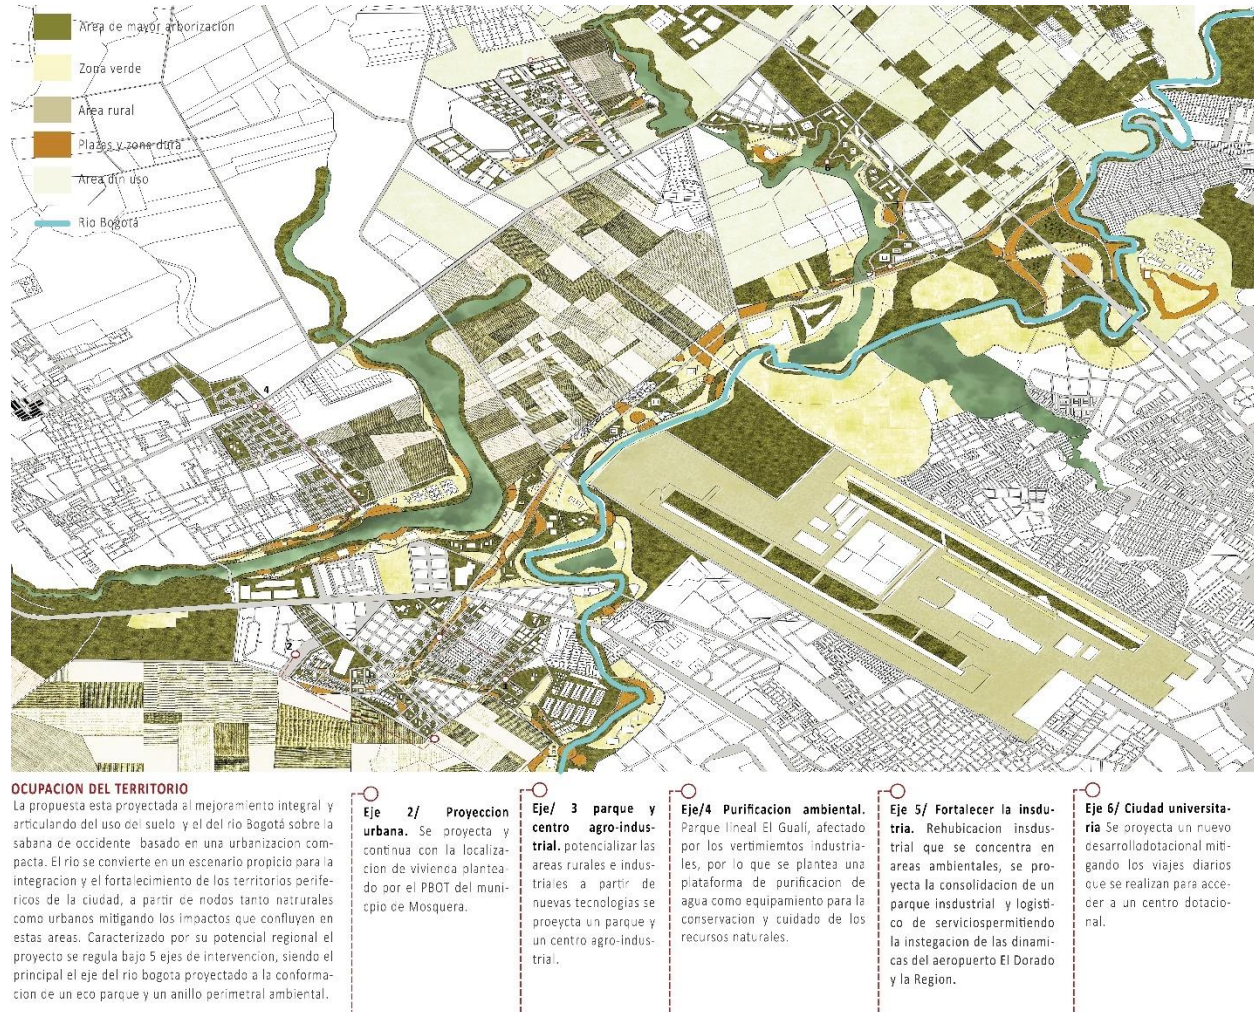 Area de mayor arborizacion
Zona verde
Area rural
Plazas y zona dura
Area din uso
Rio Bogotá
6
4
2
OCUPACION DEL TERRITORIO
La propuesta esta proyectada al mejoramiento integral y
articulando del uso del suelo y el del rio Bogotá sobre la
sabana de occidente basado en una urbanizacion com-
pacta. El rio se convierte en un escenario propicio para la
integracion y el fortalecimiento de los territorios perife-
ricos de la ciudad, a partir de nodos tanto natrurales
como urbanos mitigando los impactos que confluyen en
estas areas. Caracterizado por su potencial regional el
proyecto se regula bajo 5 ejes de intervencion, siendo el
principal el eje del rio bogota proyectado a la conforma-
cion de un eco parque y un anillo perimetral ambiental.
Eje 2/ Proyeccion
urbana. Se proyecta y
continua con la localiza-
cion de vivienda plantea-
do por el PBOT del muni-
cpio de Mosquera.
Eje/ 3 parque y
centro agro-indus-
trial. potencializar las
areas rurales e indus-
triales a partir de
nuevas tecnologias se
proeycta un parque y
un centro agro-indus-
trial.
Eje/4 Purificacion ambiental.
Parque lineal El Gualí, afectado
por los vertimiemtos industria-
les, por lo que se plantea una
plataforma de purificacion de
agua como equipamiento para la
conservacion y cuidado de los
recursos naturales.
Eje 5/ Fortalecer la insdu-
tria. Rehubicacion insdus-
trial que se concentra en
areas ambientales, se pro-
yecta la consolidacion de un
parque insdustrial y logisti-
co de serviciospermitiendo
la instegacion de las dinami-
cas del aeropuerto El Dorado
y la Region.
Eje 6/ Ciudad universita-
ria Se proyecta un nuevo
desarrollodotacional miti-
gando los viajes diarios
que se realizan para acce-
der a un centro dotacio-
nal.